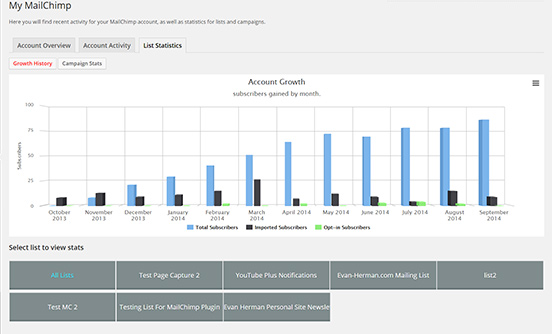 My MailChimp
Here you will find recent activity for your MailChimp account, as well as statistics for lists and campaigns.
Account Overview
Account Activity
List Statistics
Growth History
Campaign Stats
Account Growth
subscribers gained by month.
Subscribers
100
75
50
25
0
October 2013
November 2013
December 2013
January 2014
February 2014
March 2014
April 2014
May 2014
June 2014
July 2014
August 2014
September 2014
Total Subscribers
Imported Subscribers
Opt-in Subscribers
Select list to view stats
All Lists
Test Page Capture 2
YouTube Plus Notifications
Evan-Herman.com Mailing List
list2
Test MC 2
Testing List For MailChimp Plugin
Evan Herman Personal Site Newsle